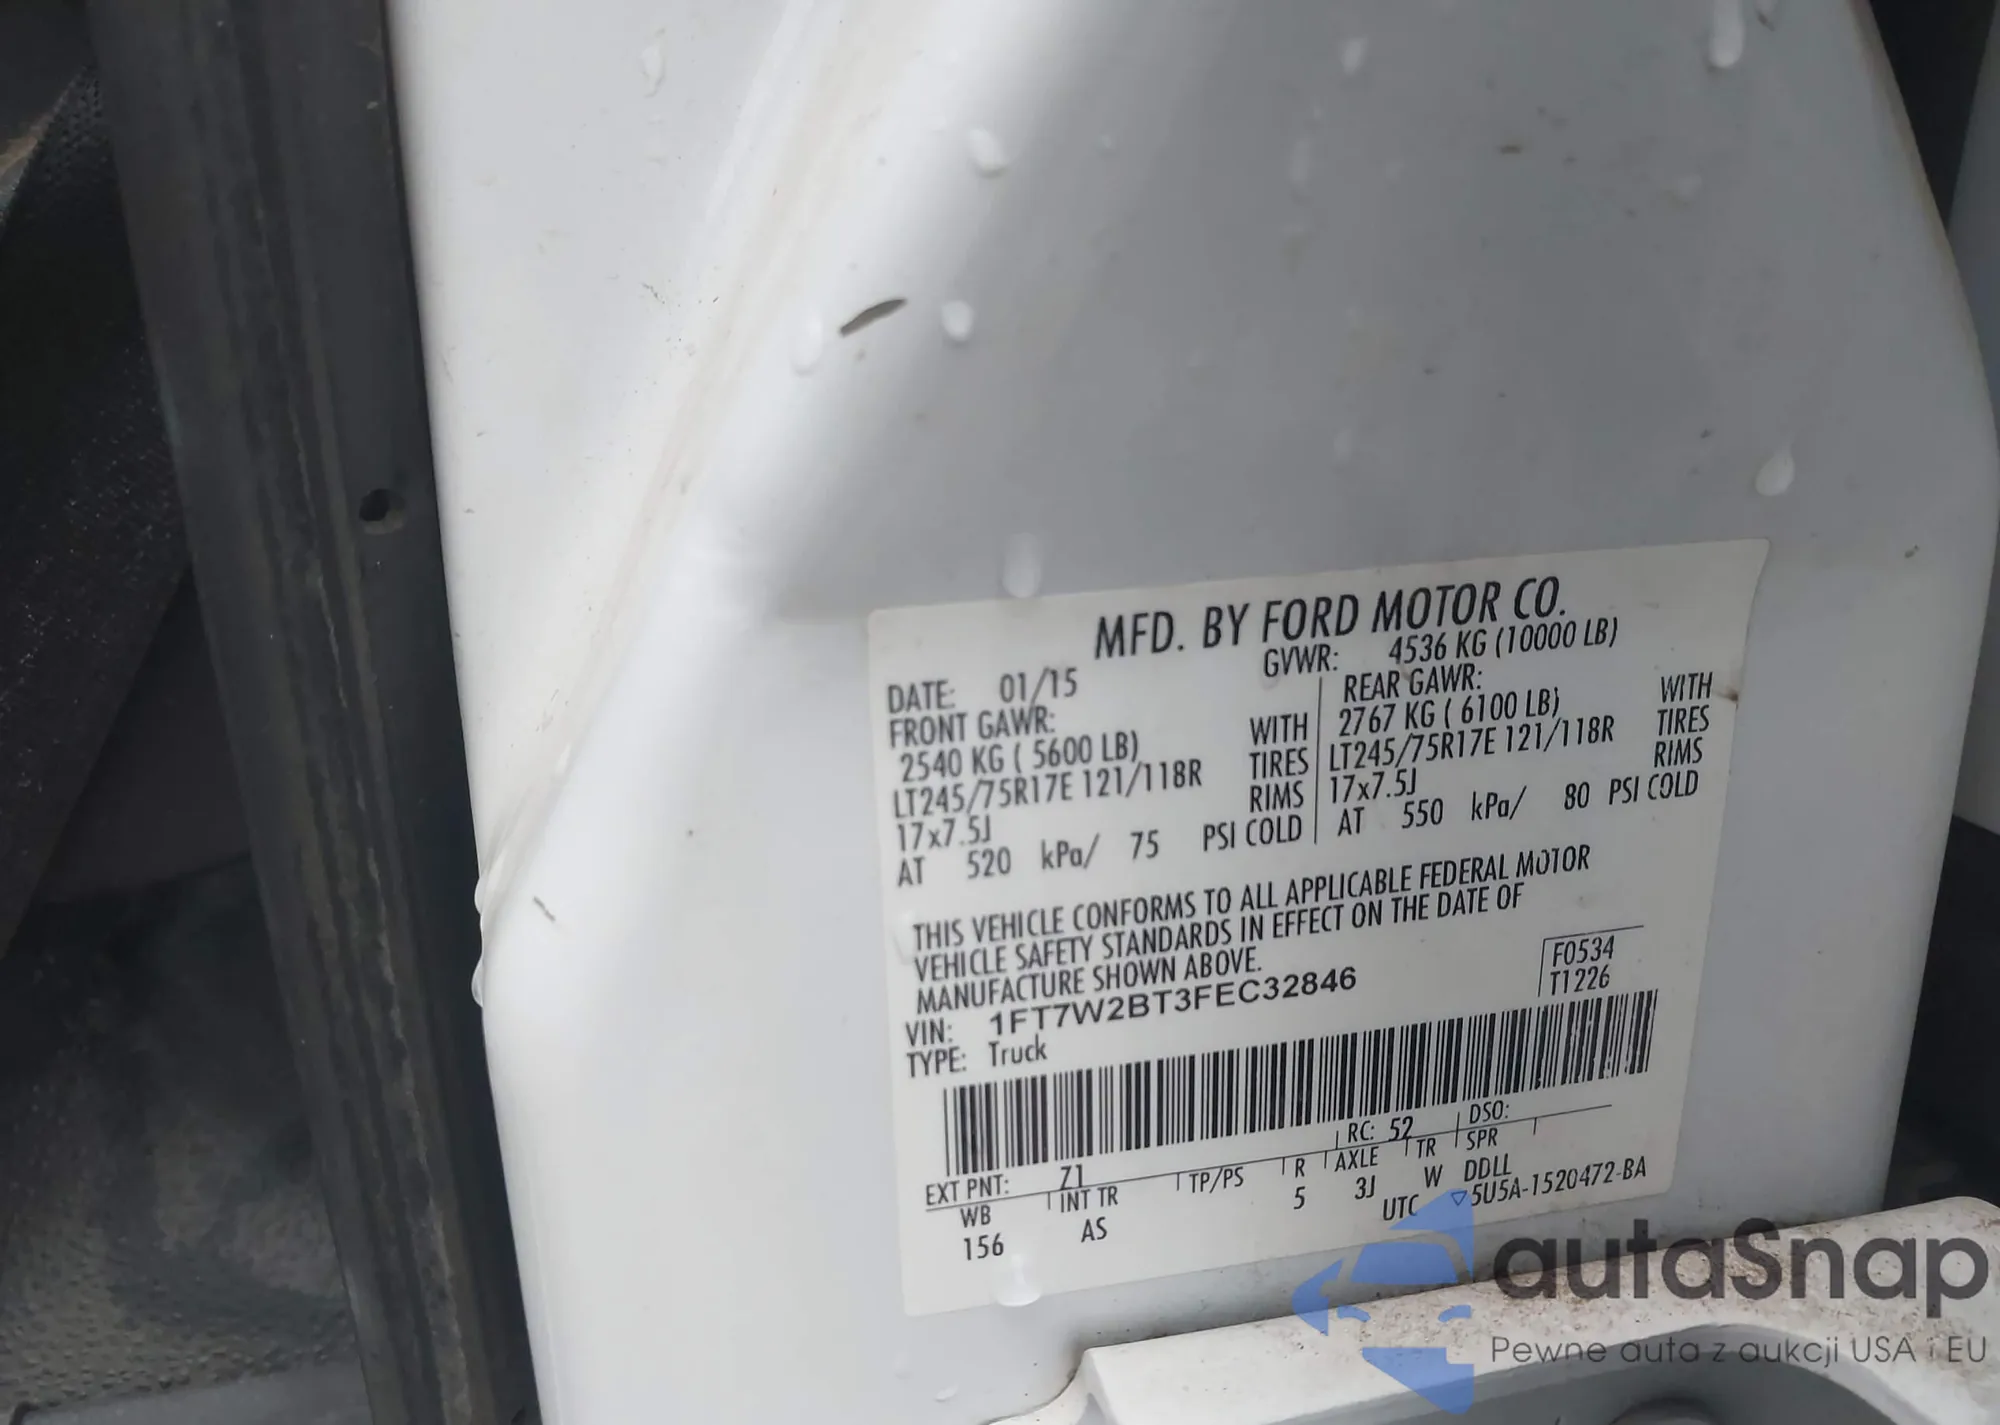 MFD. BY FORD MOTOR CO.
DATE: 01/15 GVWR: 4536 KG (10000 LB)
FRONT GAWR: REAR GAWR:
2540 KG ( 5600 LB) WITH 2767 KG ( 6100 LB) WITH
LT245/75R17E 121/118R TIRES LT245/75R17E 121/118R TIRES
17x7.5J RIMS 17x7.5J RIMS
AT 520 kPa/ 75 PSI COLD AT 550 kPa/ 80 PSI COLD
THIS VEHICLE CONFORMS TO ALL APPLICABLE FEDERAL MOTOR
VEHICLE SAFETY STANDARDS IN EFFECT ON THE DATE OF
MANUFACTURE SHOWN ABOVE.
F0534
VIN: 1FT7W2BT3FEC32846 T1226
TYPE: Truck
EXT PNT: Z1 RC: 52 DSO:
WB INT TR TP/PS R AXLE TR SPR
156 AS 5 3J W DDLL
UTC ▽5U5A-1520472-BA
autaSnap
Pewne auta z aukcji USA i EU